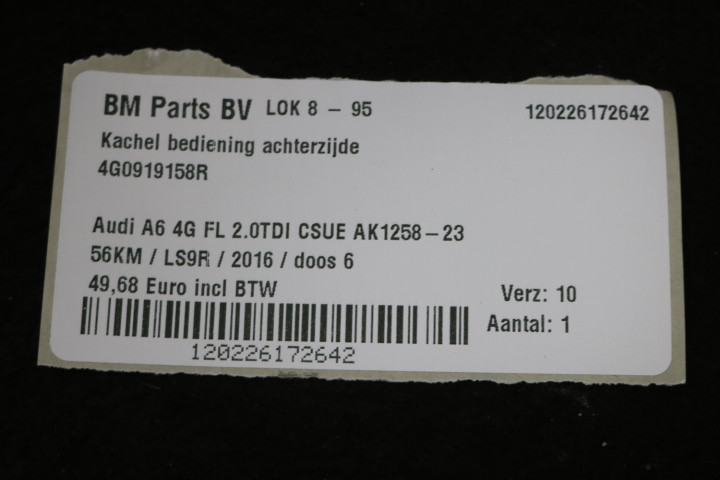 BM Parts BV LOK 8 - 95 120226172642
Kachel bediening achterzijde
4G0919158R
Audi A6 4G FL 2.0TDI CSUE AK1258-23
56KM / LS9R / 2016 / doos 6
49,68 Euro incl BTW Verz: 10
Aantal: 1
120226172642